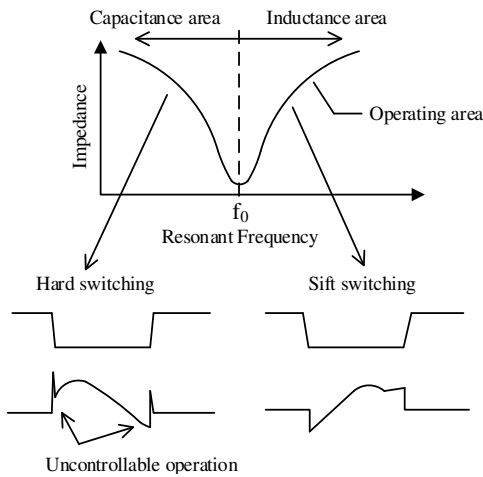 Capacitance area
Inductance area
Impedance
Operating area
f₀
Resonant Frequency
Hard switching
Sift switching
Uncontrollable operation